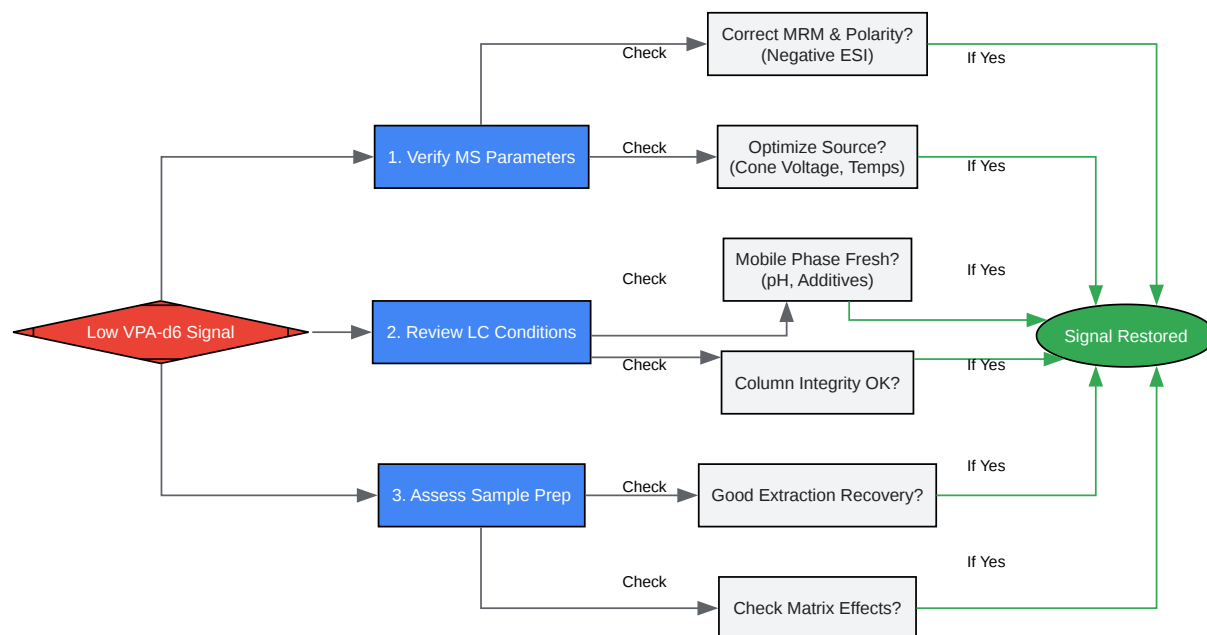 Correct MRM & Polarity?
(Negative ESI)
Check
If Yes
1. Verify MS Parameters
Check
Optimize Source?
(Cone Voltage, Temps)
If Yes
Mobile Phase Fresh?
(pH, Additives)
Check
If Yes
Low VPA-d6 Signal
2. Review LC Conditions
Signal Restored
Check
Column Integrity OK?
If Yes
3. Assess Sample Prep
Check
Good Extraction Recovery?
If Yes
Check
Check Matrix Effects?
If Yes